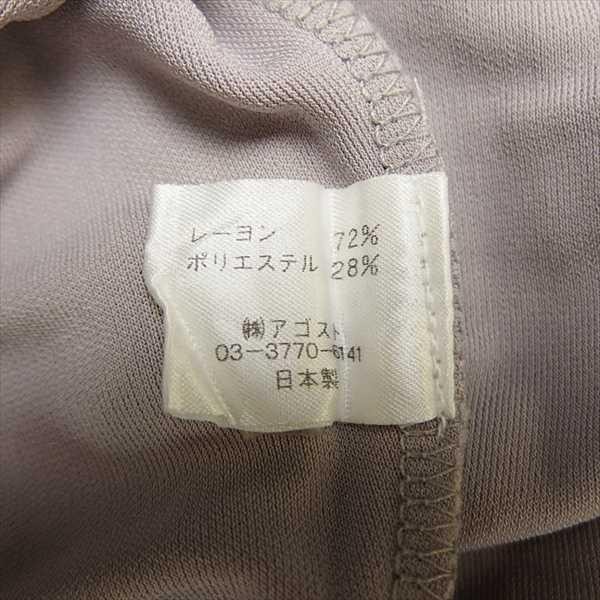 レーヨン 72%
ポリエステル 28%
㈱アゴスト
03-3770-6141
日本製